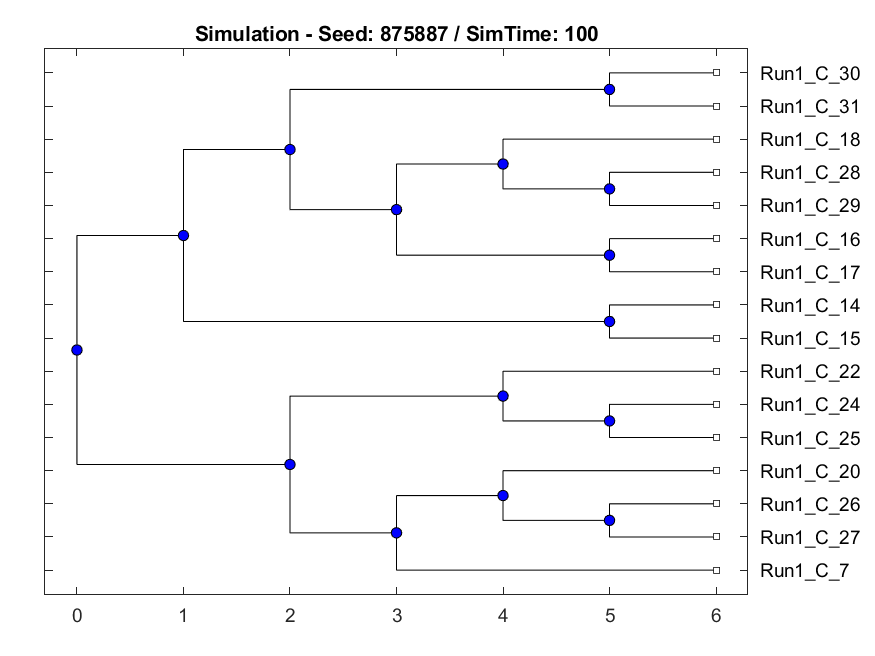 Simulation - Seed: 875887 / SimTime: 100
Run1_C_30
Run1_C_31
Run1_C_18
Run1_C_28
Run1_C_29
Run1_C_16
Run1_C_17
Run1_C_14
Run1_C_15
Run1_C_22
Run1_C_24
Run1_C_25
Run1_C_20
Run1_C_26
Run1_C_27
Run1_C_7
0 1 2 3 4 5 6